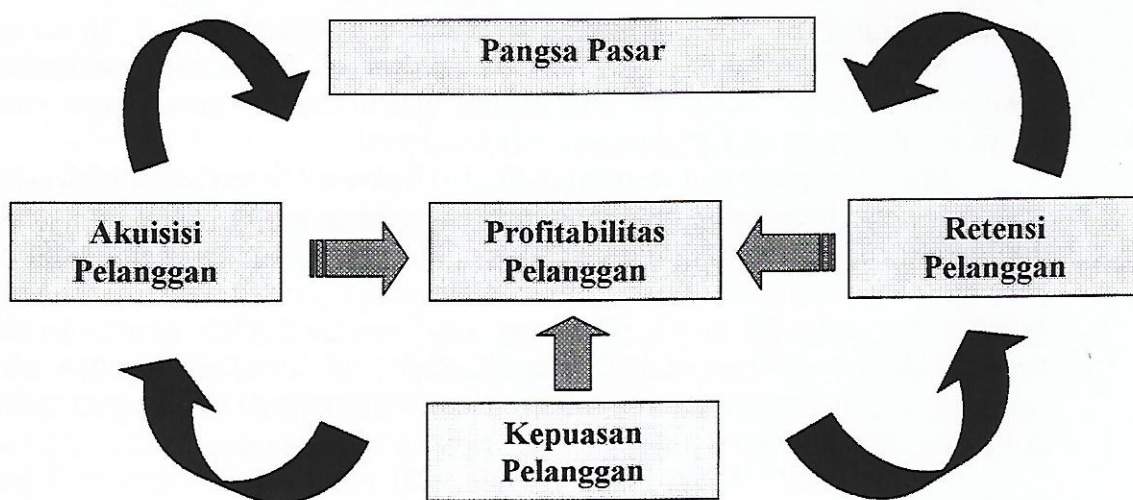 Pangsa Pasar
Akuisisi
Pelanggan
Profitabilitas
Pelanggan
Retensi
Pelanggan
Kepuasan
Pelanggan